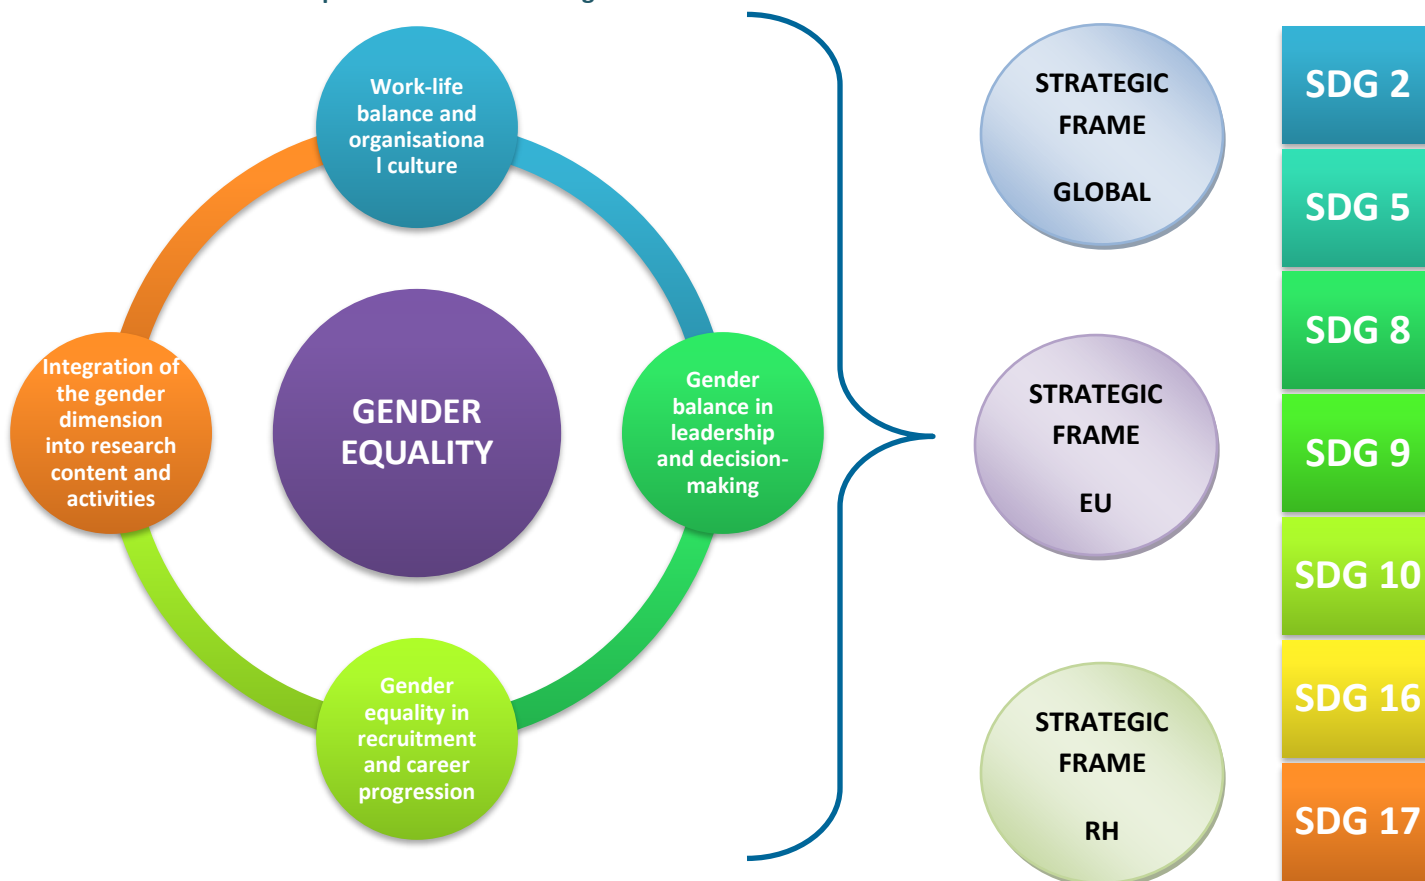 Work-life
balance and
organisationa
l culture
Integration of
the gender
dimension
into research
content and
activities
GENDER
EQUALITY
Gender
balance in
leadership
and decision-
making
Gender
equality in
recruitment
and career
progression
STRATEGIC
FRAME
GLOBAL
STRATEGIC
FRAME
EU
STRATEGIC
FRAME
RH
SDG 2
SDG 5
SDG 8
SDG 9
SDG 10
SDG 16
SDG 17